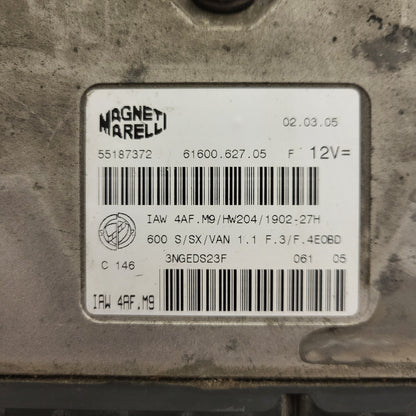 MAGNETI
MARELLI
02.03.05
55187372 61600.627.05 F 12V=
IAW 4AF.M9/HW204/1902-27H
600 S/SX/VAN 1.1 F.3/F.4EOBD
3NGEDS23F 061 05
C 146
IAW 4AF.M9